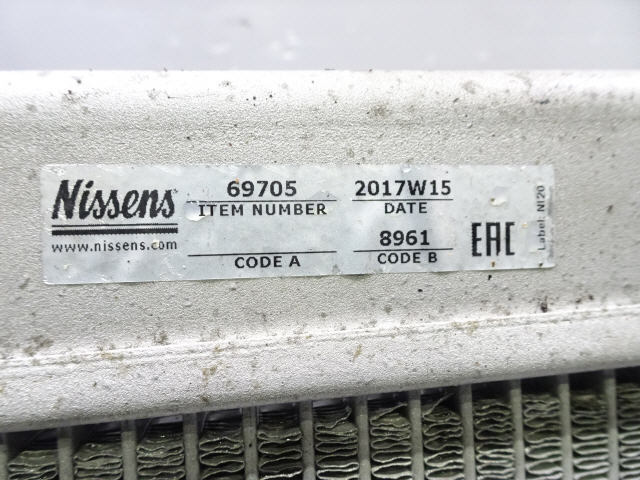 Nissens
www.nissens.com
69705
ITEM NUMBER
CODE A
2017W15
DATE
8961
CODE B
EAC
Label: NI20